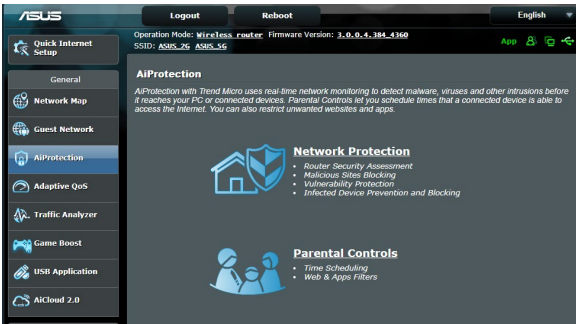 ASUS
Logout
Reboot
English
Operation Mode: Wireless router Firmware Version: 3.0.0.4.384_4360
SSID: ASUS_2G ASUS_5G
App
Quick Internet
Setup
General
Network Map
Guest Network
AiProtection
Adaptive QoS
Traffic Analyzer
Game Boost
USB Application
AiCloud 2.0
AiProtection
AiProtection with Trend Micro uses real-time network monitoring to detect malware, viruses and other intrusions before
it reaches your PC or connected devices. Parental Controls let you schedule times that a connected device is able to
access the Internet. You can also restrict unwanted websites and apps.
Network Protection
• Router Security Assessment
• Malicious Sites Blocking
• Vulnerability Protection
• Infected Device Prevention and Blocking
Parental Controls
• Time Scheduling
• Web & Apps Filters